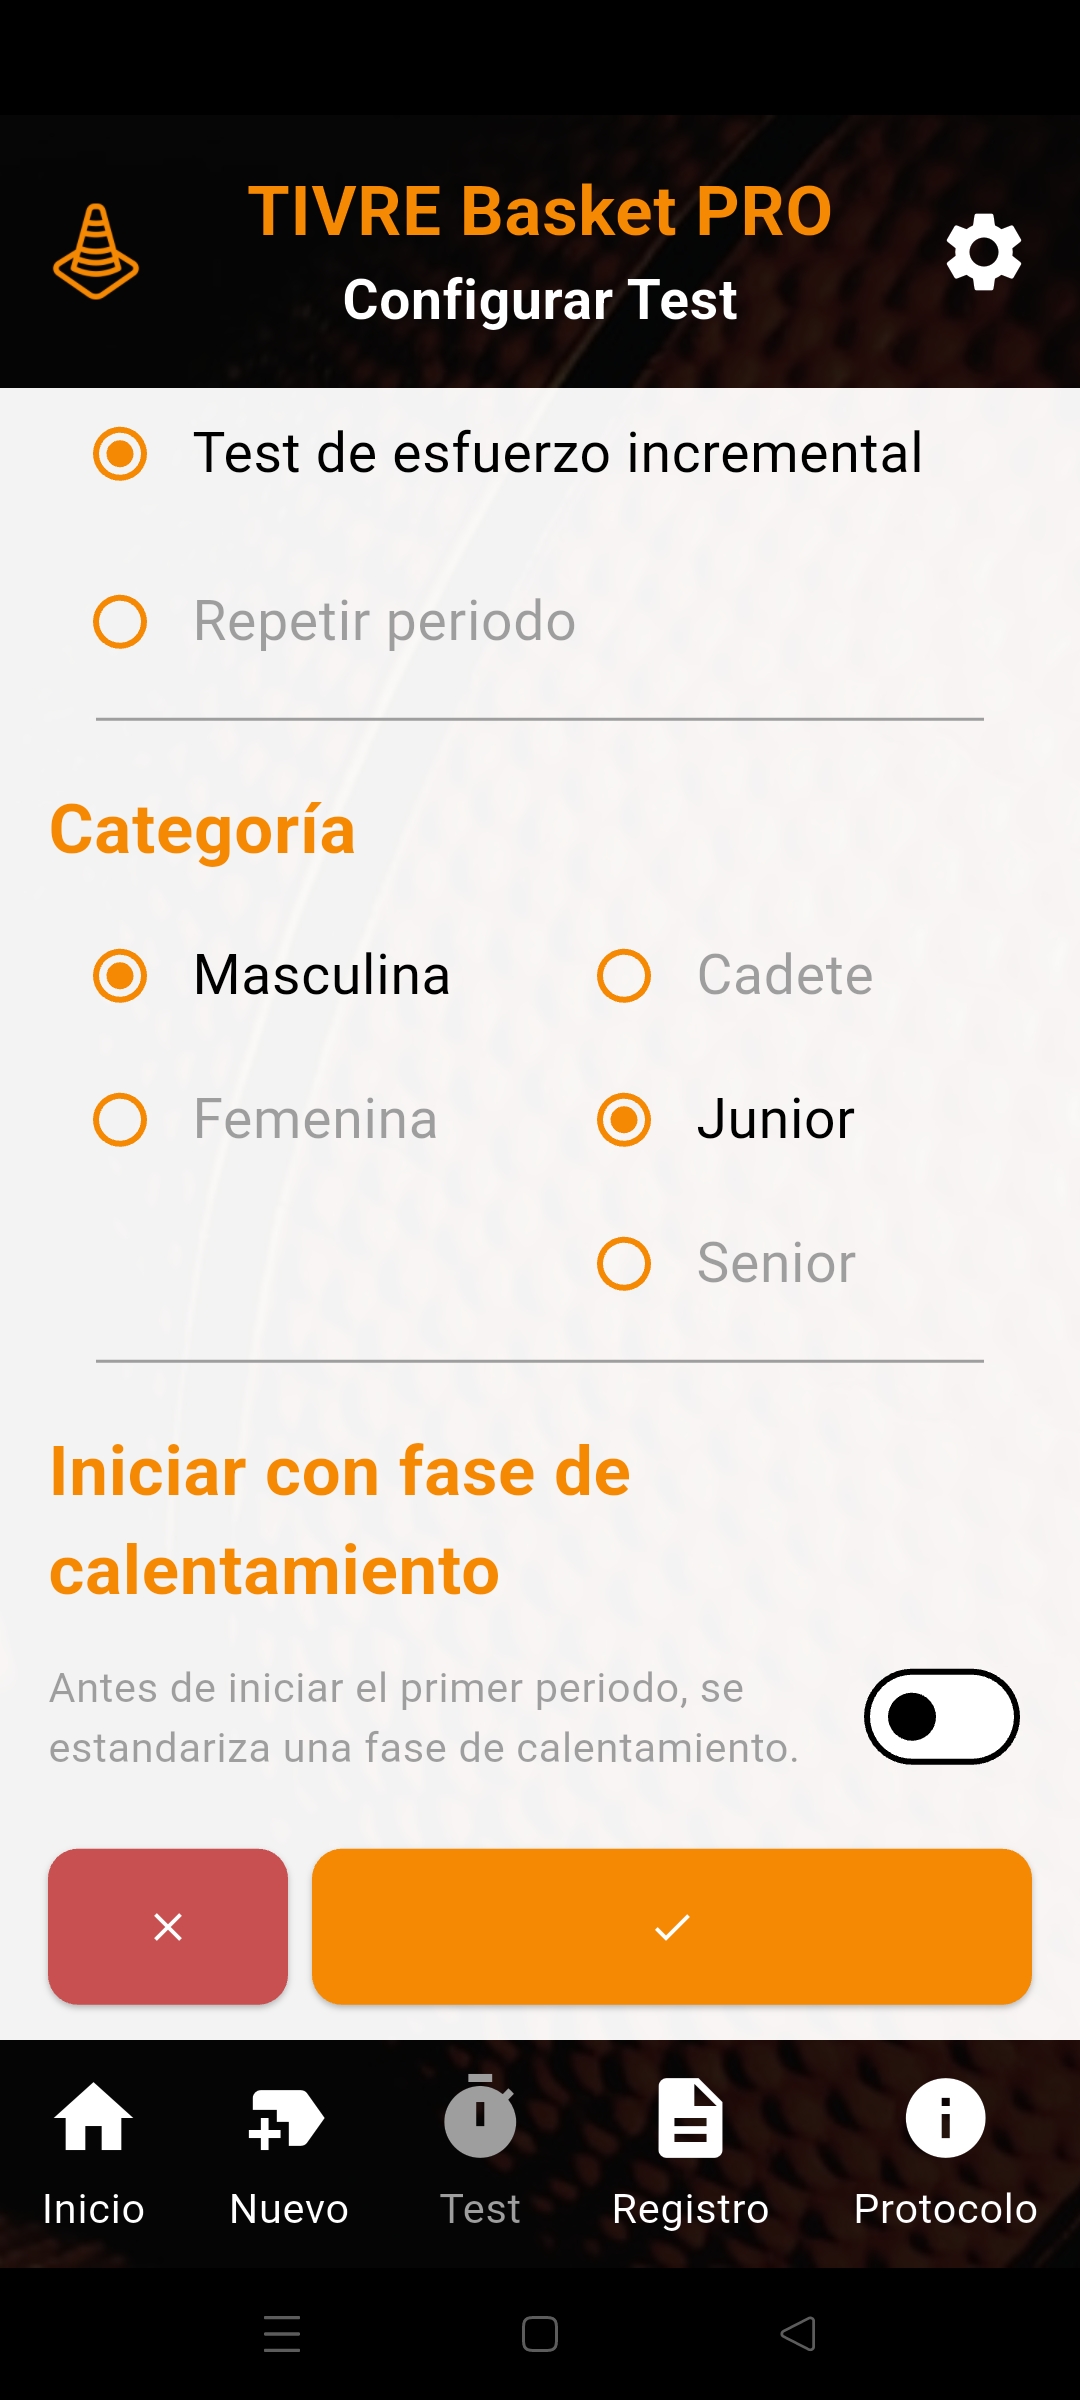 TIVRE Basket PRO
Configurar Test
Test de esfuerzo incremental
Repetir periodo
Categoría
Masculina
Cadete
Femenina
Junior
Senior
Iniciar con fase de
calentamiento
Antes de iniciar el primer periodo, se
estandariza una fase de calentamiento.
Inicio
Nuevo
Test
Registro
Protocolo